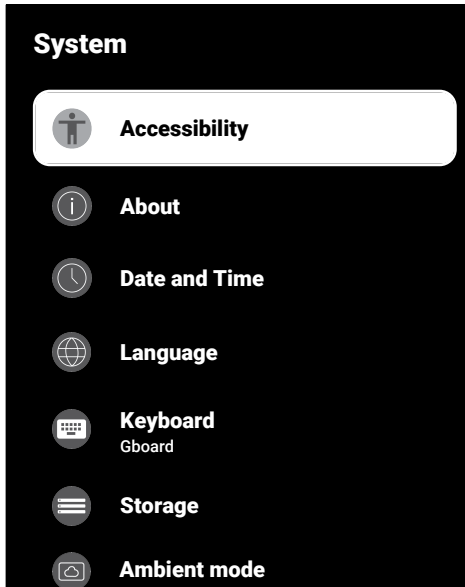 System
Accessibility
About
Date and Time
Language
Keyboard
Gboard
Storage
Ambient mode